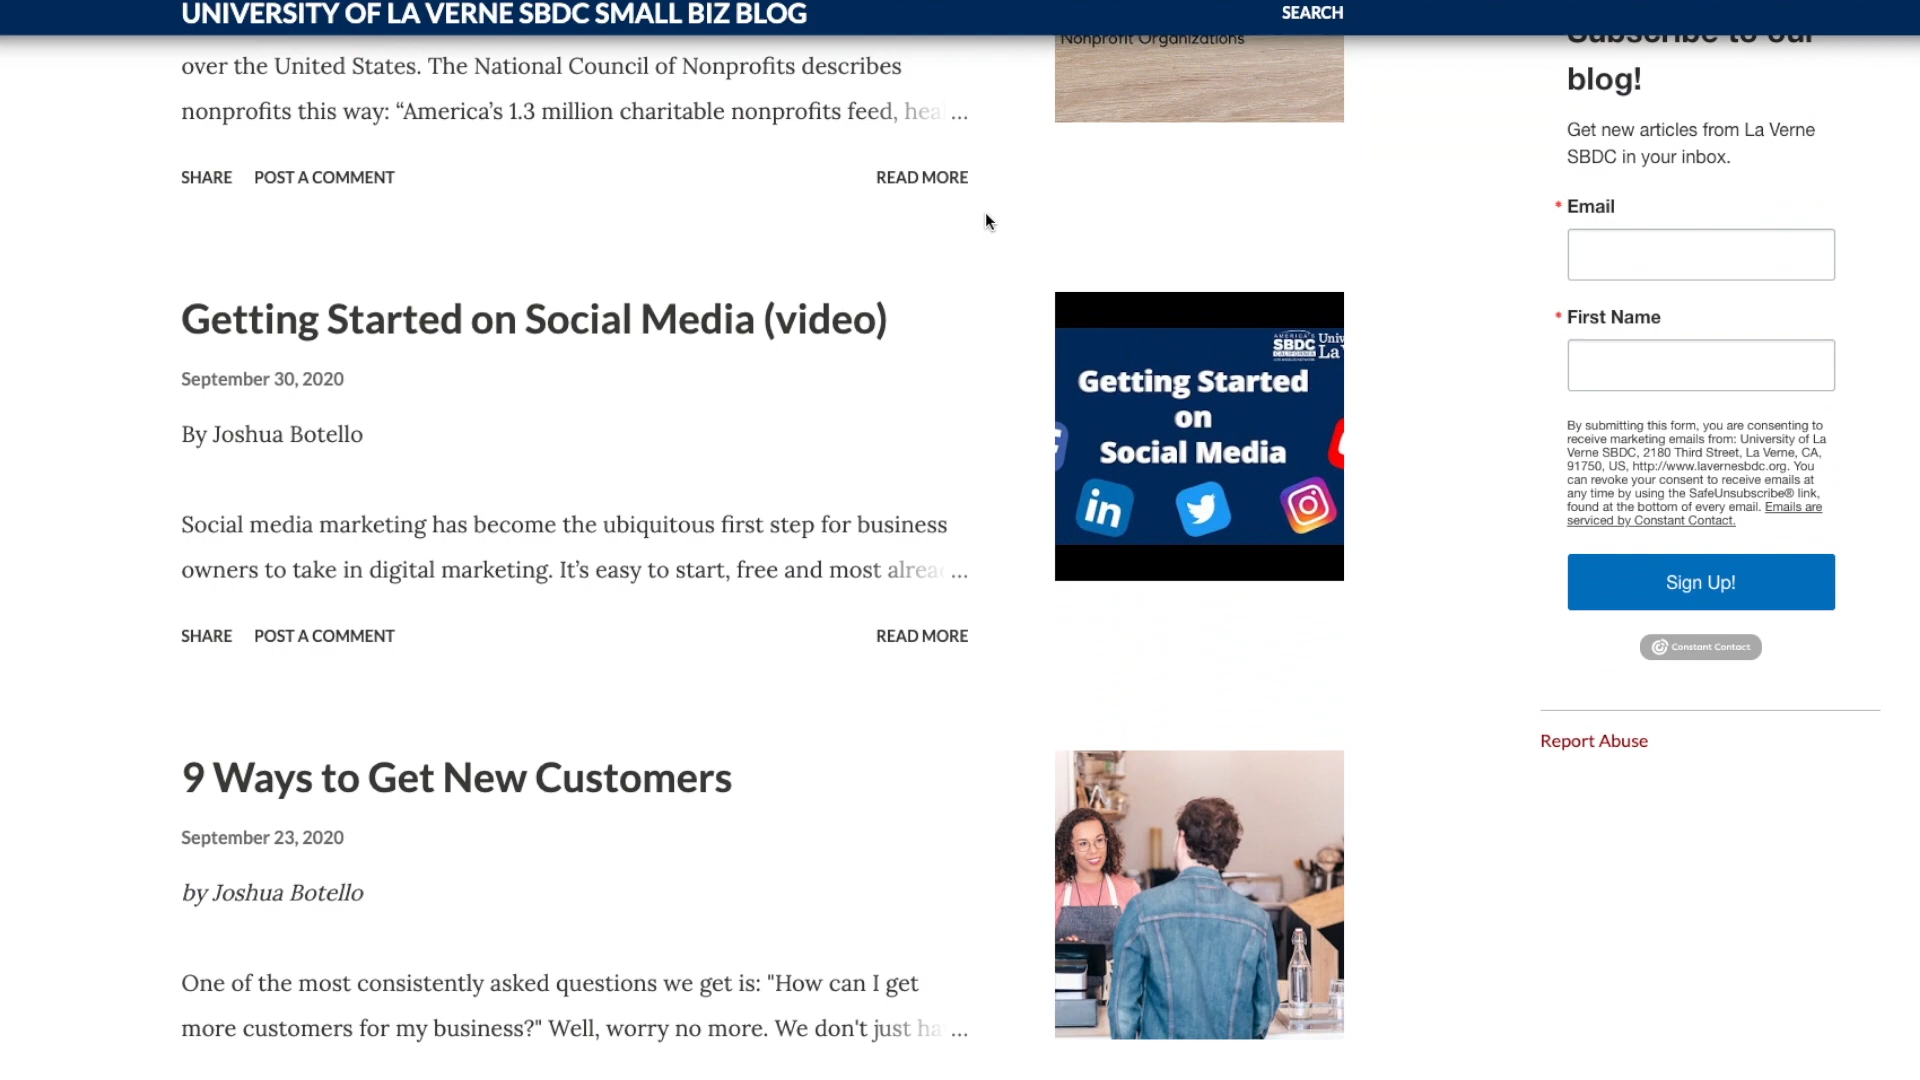 UNIVERSITY OF LA VERNE SBDC SMALL BIZ BLOG
SEARCH
over the United States. The National Council of Nonprofits describes
nonprofits this way: “America’s 1.3 million charitable nonprofits feed, hea ...
SHARE POST A COMMENT READ MORE
Nonprofit Organizations
Getting Started on Social Media (video)
September 30, 2020
By Joshua Botello
Social media marketing has become the ubiquitous first step for business
owners to take in digital marketing. It’s easy to start, free and most alrea ...
SHARE POST A COMMENT READ MORE
AMERICA'S
SBDC
CALIFORNIA
Univ
La
Getting Started
on
Social Media
in
9 Ways to Get New Customers
September 23, 2020
by Joshua Botello
One of the most consistently asked questions we get is: "How can I get
more customers for my business?" Well, worry no more. We don't just ha ...
Subscribe to our
blog!
Get new articles from La Verne
SBDC in your inbox.
* Email
* First Name
By submitting this form, you are consenting to
receive marketing emails from: University of La
Verne SBDC, 2180 Third Street, La Verne, CA,
91750, US, http://www.lavernesbdc.org. You
can revoke your consent to receive emails at
any time by using the SafeUnsubscribe® link,
found at the bottom of every email. Emails are
serviced by Constant Contact.
Sign Up!
Constant Contact
Report Abuse